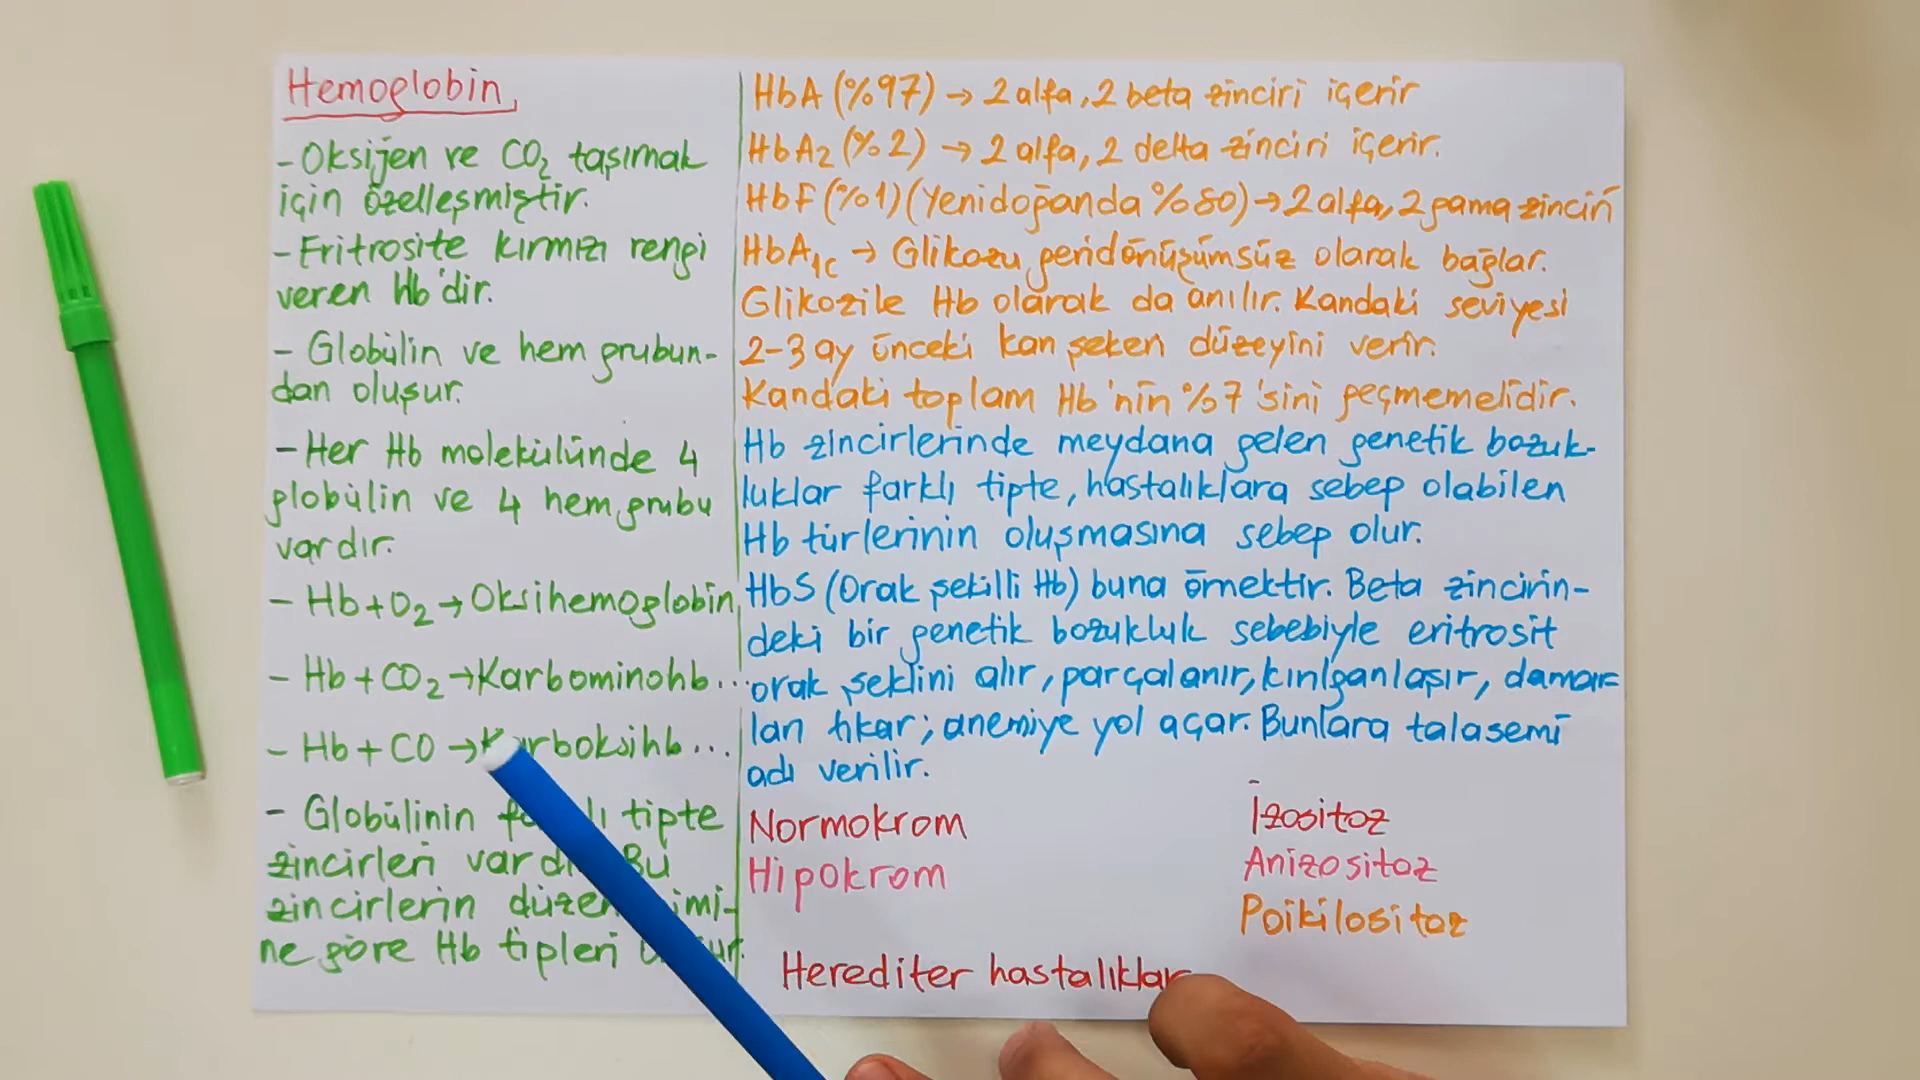 Hemoglobin
- Oksijen ve CO2 taşımak
için özelleşmiştir.
- Eritrosite kırmızı rengi
veren Hb'dir.
- Globülin ve hem grubun-
dan oluşur.
- Her Hb molekülünde 4
globülin ve 4 hem grubu
vardır.
- Hb+O2→Oksihemoglobin
- Hb+CO2→Karbominohb...
- Hb+CO→Karboksihb...
- Globülinin tipte
zincirleri Bu
zincirlerin
ne göre Hb tipleri
HbA (%97) → 2 alfa, 2 beta zinciri içerir
HbA2 (%2) → 2 alfa, 2 delta zinciri içerir.
HbF (%1) (Yenidoğanda %80)→2 alfa, 2 gama zinciri
HbA1C → Glikozu geridönüşümsüz olarak bağlar.
Glikozile Hb olarak da anılır. Kandaki seviyesi
2-3 ay önceki kan şekeri düzeyini verir.
Kandaki toplam Hb'nin %7'sini geçmemelidir.
Hb zincirlerinde meydana gelen genetik bozuk-
luklar farklı tipte, hastalıklara sebep olabilen
Hb türlerinin oluşmasına sebep olur.
HbS (Orak şekilli Hb) buna örnektir. Beta zincirin-
deki bir genetik bozukluk sebebiyle eritrosit
orak şeklini alır, parçalanır, kırılganlaşır, damar-
ları tıkar; anemiye yol açar. Bunlara talasemi
adı verilir.
Normokrom
Hipokrom
İzositoz
Anizositoz
Poikilositoz
Herediter hastalıklar